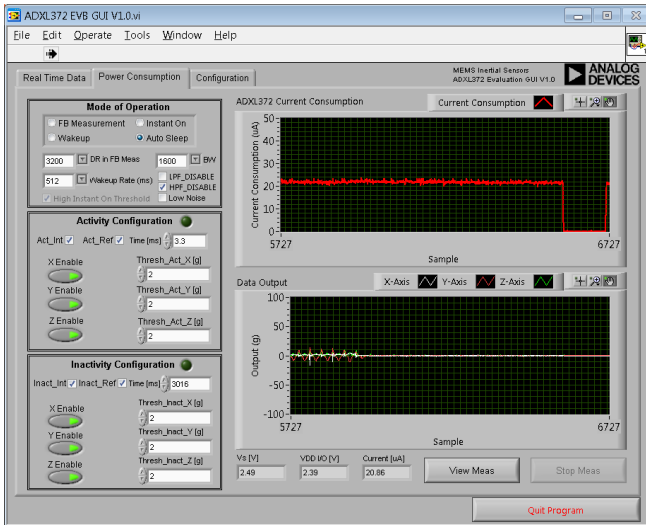 ADXL372 EVB GUI V1.0.vi
File Edit Operate Tools Window Help
Real Time Data Power Consumption Configuration
MEMS Inertial Sensors
ADXL372 Evaluation GUI V1.0
ANALOG
DEVICES
Mode of Operation
FB Measurement Instant On
Wakeup Auto Sleep
3200 DR in FB Meas 1600 BW
512 Wakeup Rate (ms) LPF_DISABLE
HPF_DISABLE
High Instant On Threshold Low Noise
Activity Configuration
Act_Int Act_Ref Time [ms] 3.3
X Enable Thresh_Act_X [g]
2
Y Enable Thresh_Act_Y [g]
2
Z Enable Thresh_Act_Z [g]
2
Inactivity Configuration
Inact_Int Inact_Ref Time [ms] 3016
X Enable Thresh_Inact_X [g]
2
Y Enable Thresh_Inact_Y [g]
2
Z Enable Thresh_Inact_Z [g]
2
ADXL372 Current Consumption Current Consumption
Current Consumption (uA)
50
40
30
20
10
0
5727 6727
Sample
Data Output X-Axis Y-Axis Z-Axis
Output (g)
100
50
0
-50
-100
5727 6727
Sample
Vs [V] VDD I/O [V] Current [uA]
2.49 2.39 20.86
View Meas Stop Meas
Quit Program